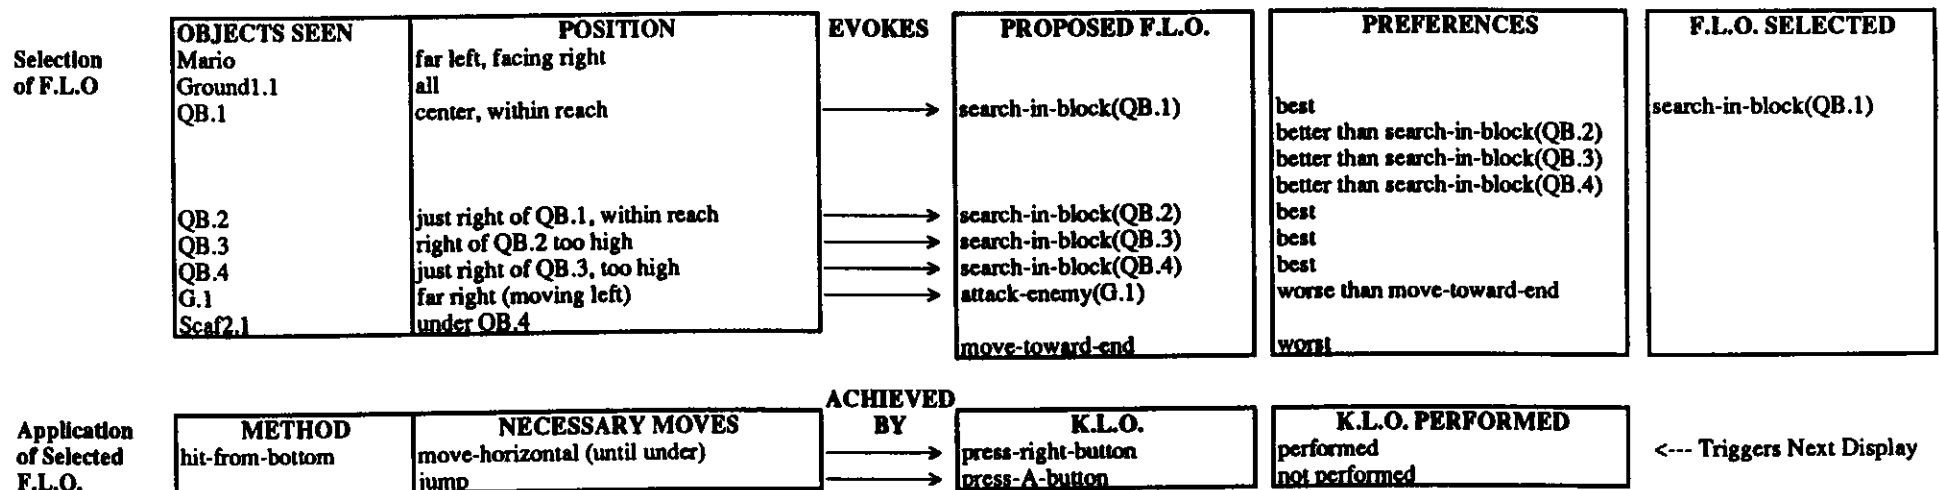 OBJECTS SEEN POSITION EVOKES PROPOSED F.L.O. PREFERENCES F.L.O. SELECTED
Selection Mario far left, facing right
of F.L.O Ground1.1 all
QB.1 center, within reach search-in-block(QB.1) best search-in-block(QB.1)
better than search-in-block(QB.2)
better than search-in-block(QB.3)
better than search-in-block(QB.4)
QB.2 just right of QB.1, within reach search-in-block(QB.2) best
QB.3 right of QB.2 too high search-in-block(QB.3) best
QB.4 just right of QB.3, too high search-in-block(QB.4) best
G.1 far right (moving left) attack-enemy(G.1) worse than move-toward-end
Scaf2.1 under QB.4
move-toward-end worst
ACHIEVED
Application METHOD NECESSARY MOVES BY K.L.O. K.L.O. PERFORMED
of Selected hit-from-bottom move-horizontal (until under) press-right-button performed <--- Triggers Next Display
F.L.O. jump press-A-button not performed